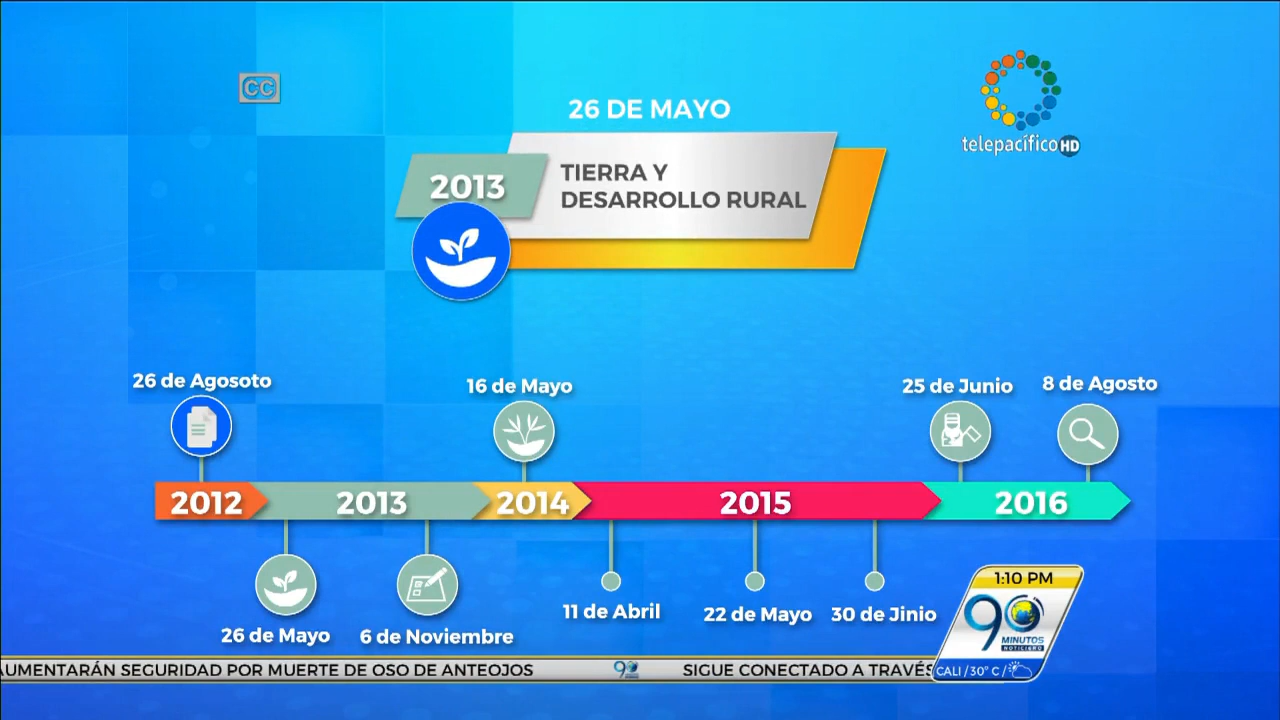 CC
26 DE MAYO
telepacífico HD
2013
TIERRA Y
DESARROLLO RURAL
26 de Agosoto
16 de Mayo
25 de Junio
8 de Agosto
2012
2013
2014
2015
2016
26 de Mayo
6 de Noviembre
11 de Abril
22 de Mayo
30 de Jinio
1:10 PM
90
MINUTOS
NOTICIERO
CALI / 30° C /
AUMENTARÁN SEGURIDAD POR MUERTE DE OSO DE ANTEOJOS 90 SIGUE CONECTADO A TRAVÉS